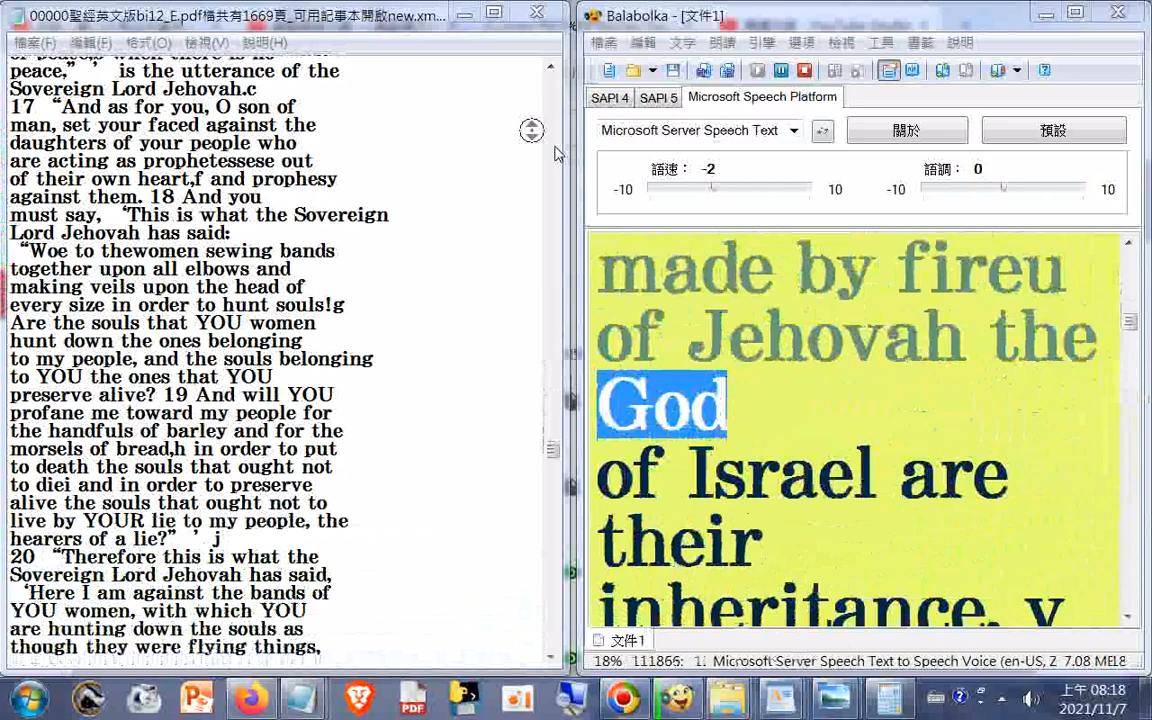 00000聖經英文版bi12_E.pdf檔共有1669頁_可用記事本開啟new.xm...
檔案(F) 編輯(E) 格式(O) 檢視(V) 說明(H)
peace,” ’ is the utterance of the
Sovereign Lord Jehovah.c
17 “And as for you, O son of
man, set your faced against the
daughters of your people who
are acting as prophetessese out
of their own heart,f and prophesy
against them. 18 And you
must say, ‘This is what the Sovereign
Lord Jehovah has said:
“Woe to thewomen sewing bands
together upon all elbows and
making veils upon the head of
every size in order to hunt souls!g
Are the souls that YOU women
hunt down the ones belonging
to my people, and the souls belonging
to YOU the ones that YOU
preserve alive? 19 And will YOU
profane me toward my people for
the handfuls of barley and for the
morsels of bread,h in order to put
to death the souls that ought not
to diei and in order to preserve
alive the souls that ought not to
live by YOUR lie to my people, the
hearers of a lie?” ’ j
20 “Therefore this is what the
Sovereign Lord Jehovah has said,
‘Here I am against the bands of
YOU women, with which YOU
are hunting down the souls as
though they were flying things,
Balabolka - [文件1]
檔案 編輯 文字 朗讀 引擎 選項 檢視 工具 書籤 說明
SAPI 4 SAPI 5 Microsoft Speech Platform
Microsoft Server Speech Text 關於 預設
語速： -2 語調： 0
-10 10 -10 10
made by fireu
of Jehovah the
God
of Israel are
their
inheritance, v
文件1
18% 111866: Microsoft Server Speech Text to Speech Voice (en-US, Z 7.08 МЕ
上午 08:18
2021/11/7